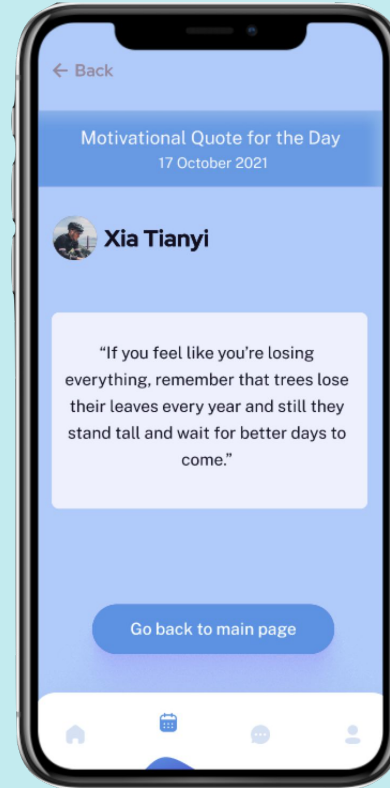 ← Back
Motivational Quote for the Day
17 October 2021
Xia Tianyi
“If you feel like you’re losing
everything, remember that trees lose
their leaves every year and still they
stand tall and wait for better days to
come.”
Go back to main page